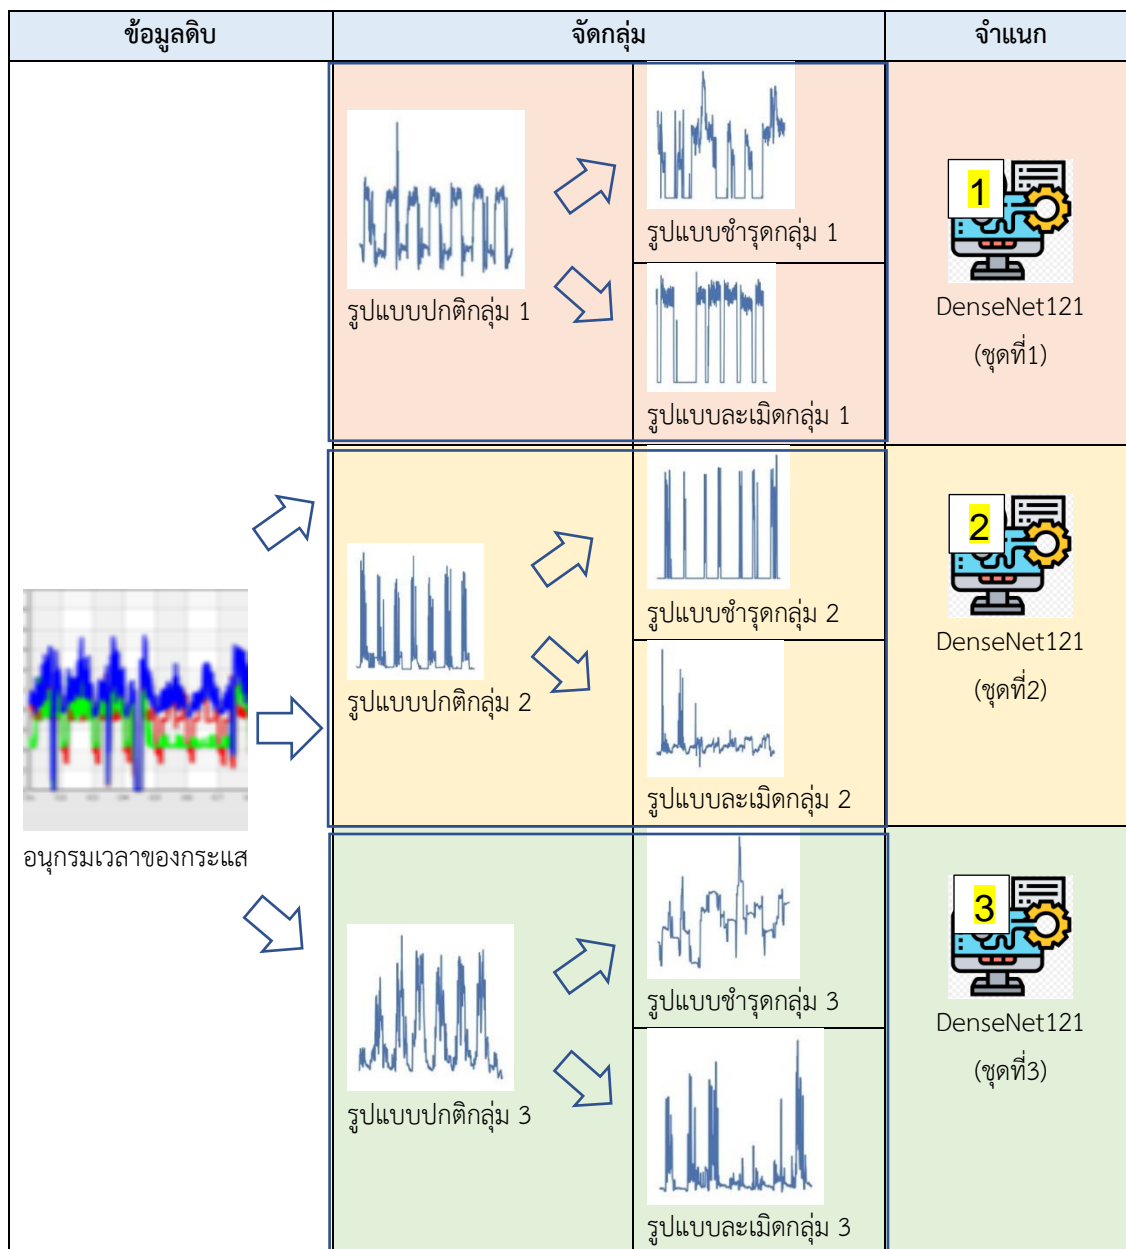 ข้อมูลดิบ
จัดกลุ่ม
จำแนก
รูปแบบปกติกลุ่ม 1
รูปแบบชำรุดกลุ่ม 1
รูปแบบละเมิดกลุ่ม 1
1
DenseNet121
(ชุดที่1)
อนุกรมเวลาของกระแส
รูปแบบปกติกลุ่ม 2
รูปแบบชำรุดกลุ่ม 2
รูปแบบละเมิดกลุ่ม 2
2
DenseNet121
(ชุดที่2)
รูปแบบปกติกลุ่ม 3
รูปแบบชำรุดกลุ่ม 3
รูปแบบละเมิดกลุ่ม 3
3
DenseNet121
(ชุดที่3)